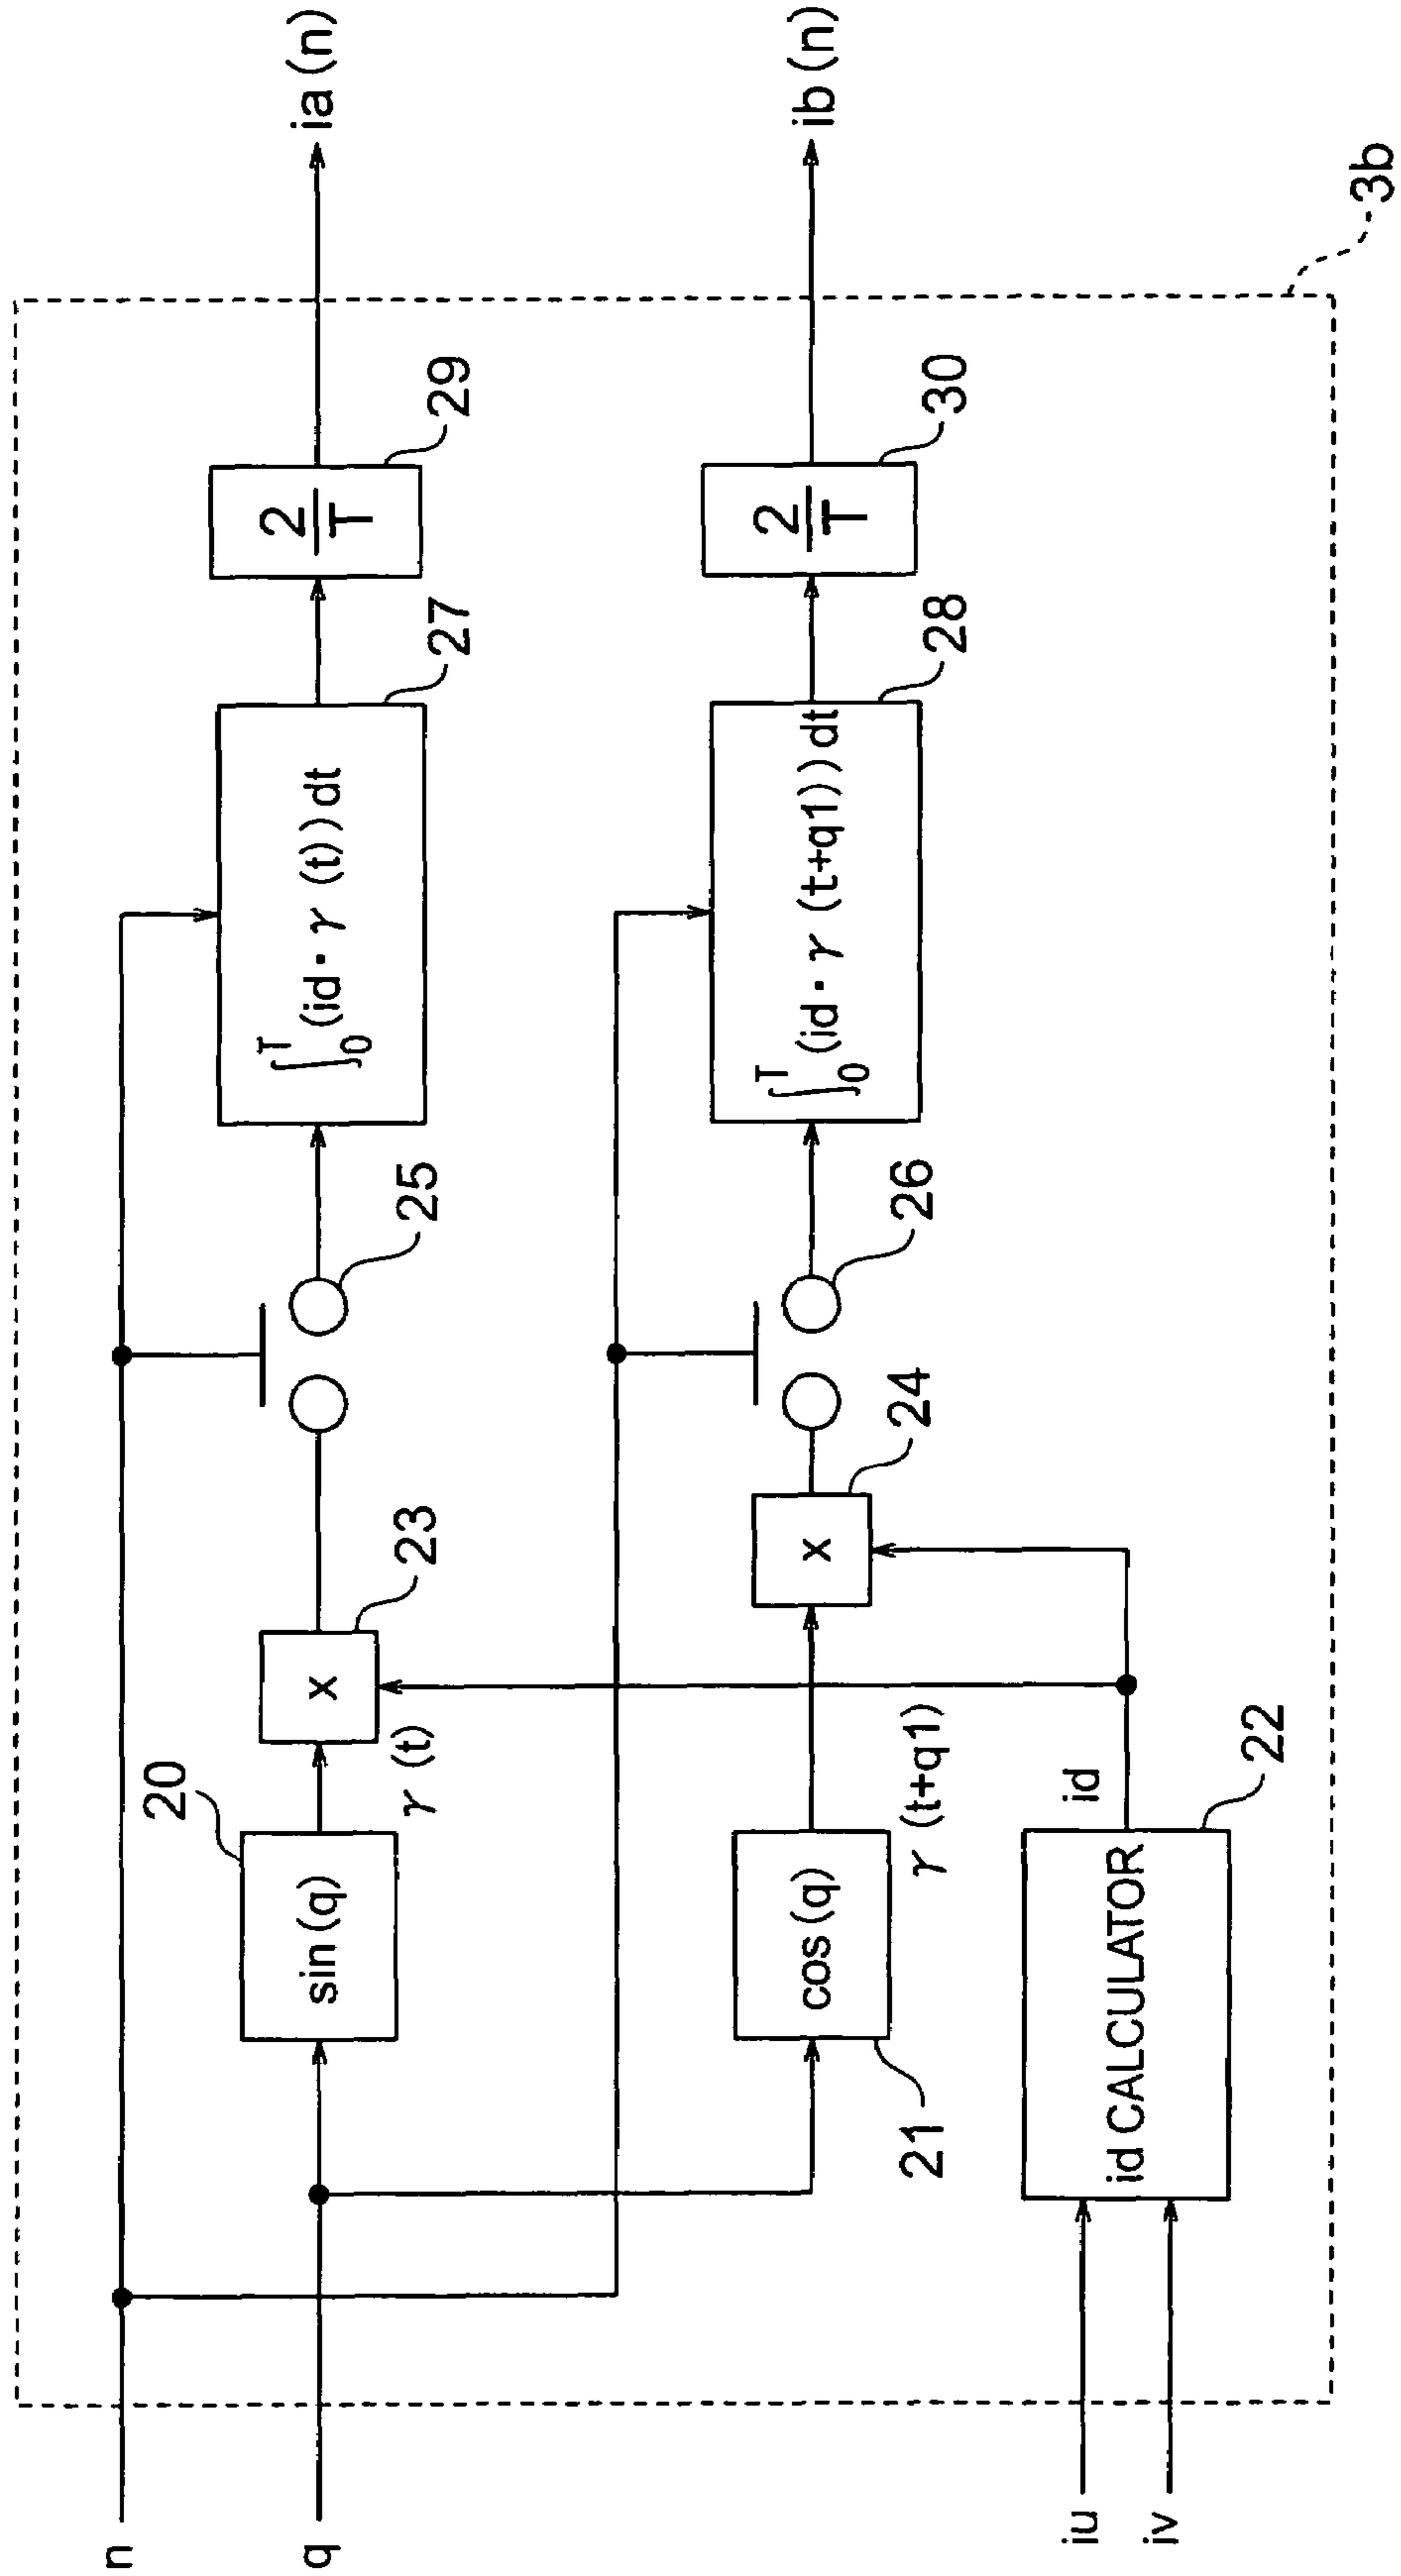 n
q
iu
iv
20
sin (q)
γ (t)
x
23
25
∫₀ᵀ (id · γ (t)) dt
27
2/T
29
ia (n)
21
cos (q)
γ (t+q1)
x
24
26
∫₀ᵀ (id · γ (t+q1)) dt
28
2/T
30
ib (n)
id CALCULATOR
22
id
3b